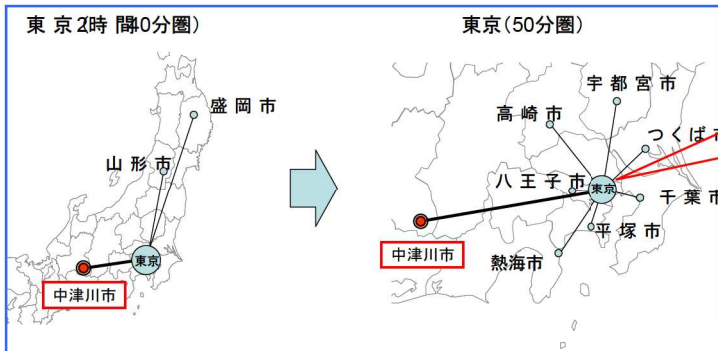 東京(2時間40分圏)
盛岡市
山形市
東京
中津川市
東京(50分圏)
宇都宮市
高崎市
つくば市
八王子市
東京
千葉市
平塚市
熱海市
中津川市